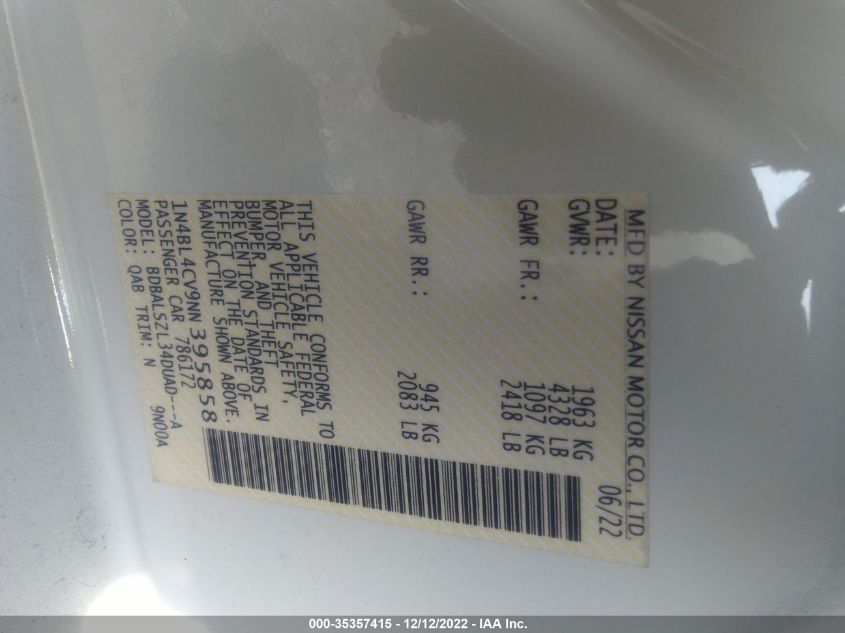 MFD BY NISSAN MOTOR CO., LTD.
DATE: 06/22
GVWR: 1963 KG
4328 LB
GAWR FR.: 1097 KG
2418 LB
GAWR RR.: 945 KG
2083 LB
THIS VEHICLE CONFORMS TO
ALL APPLICABLE FEDERAL
MOTOR VEHICLE SAFETY,
BUMPER, AND THEFT
PREVENTION STANDARDS IN
EFFECT ON THE DATE OF
MANUFACTURE SHOWN ABOVE.
1N4BL4CV9NN395858
PASSENGER CAR 786172
MODEL: BDBALSZL34DUAD---A
COLOR: QAB TRIM: N 9N00A
000-35357415 - 12/12/2022 - IAA Inc.